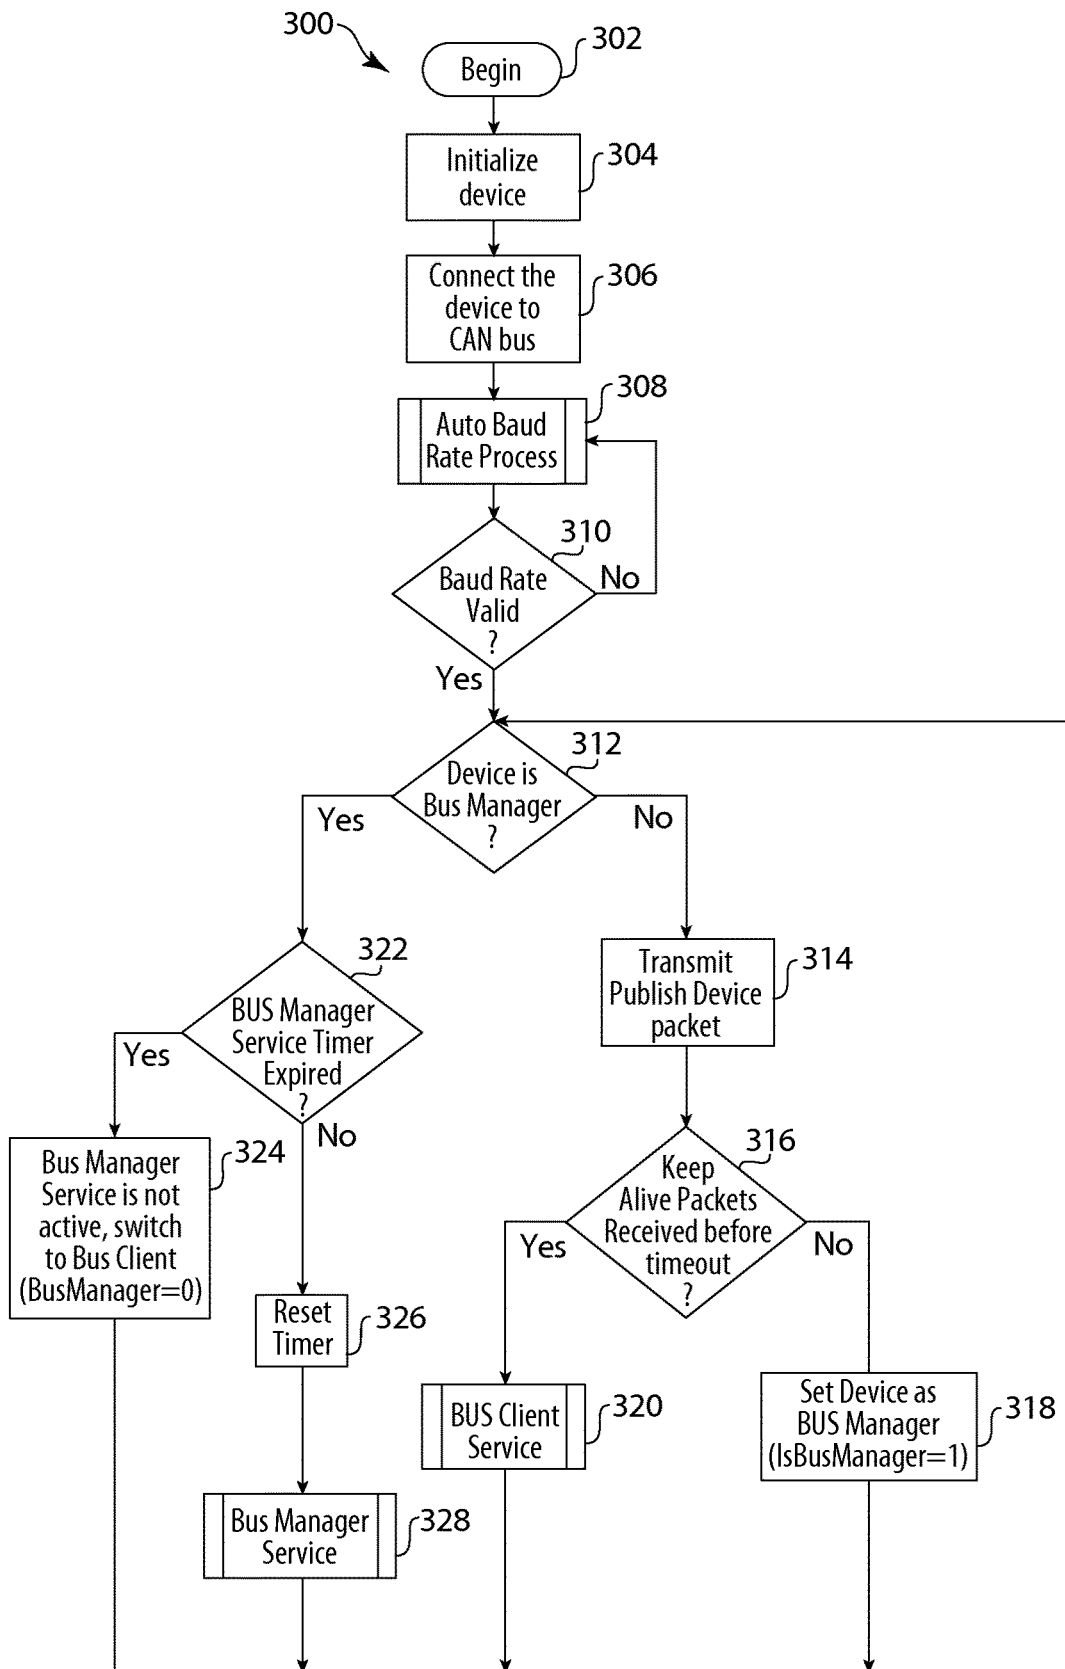 300
302
Begin
Initialize
device
304
Connect the
device to
CAN bus
306
308
Auto Baud
Rate Process
310
Baud Rate
Valid
?
No
Yes
312
Device is
Bus Manager
?
Yes
No
322
BUS Manager
Service Timer
Expired
?
Yes
No
Transmit
Publish Device
packet
314
316
Keep
Alive Packets
Received before
timeout
?
Yes
No
Bus Manager
Service is not
active, switch
to Bus Client
(BusManager=0)
324
Reset
Timer
326
BUS Client
Service
320
Set Device as
BUS Manager
(IsBusManager=1)
318
Bus Manager
Service
328